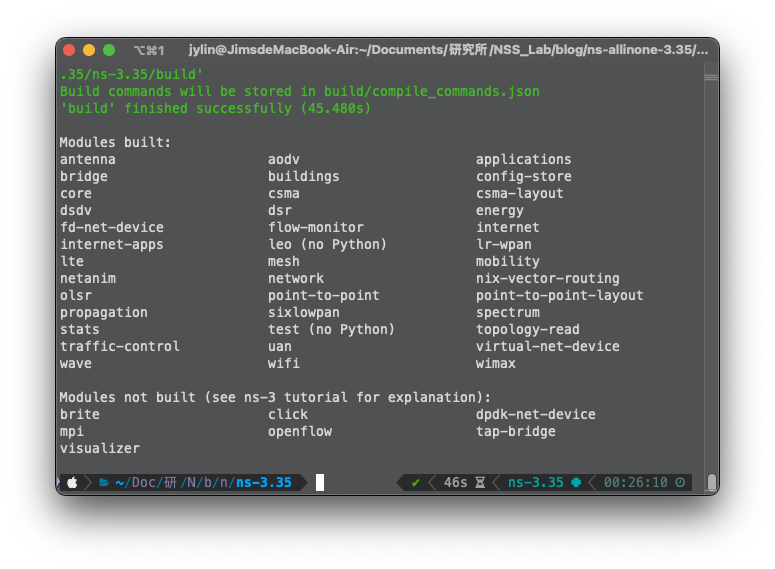 ⌥⌘1 jylin@JimsdeMacBook-Air:~/Documents/研究所/NSS_Lab/blog/ns-allinone-3.35/...
.35/ns-3.35/build'
Build commands will be stored in build/compile_commands.json
'build' finished successfully (45.480s)
Modules built:
antenna aodv applications
bridge buildings config-store
core csma csma-layout
dsdv dsr energy
fd-net-device flow-monitor internet
internet-apps leo (no Python) lr-wpan
lte mesh mobility
netanim network nix-vector-routing
olsr point-to-point point-to-point-layout
propagation sixlowpan spectrum
stats test (no Python) topology-read
traffic-control uan virtual-net-device
wave wifi wimax
Modules not built (see ns-3 tutorial for explanation):
brite click dpdk-net-device
mpi openflow tap-bridge
visualizer
~/Doc/研/N/b/n/ns-3.35 ✔ 46s ns-3.35 00:26:10